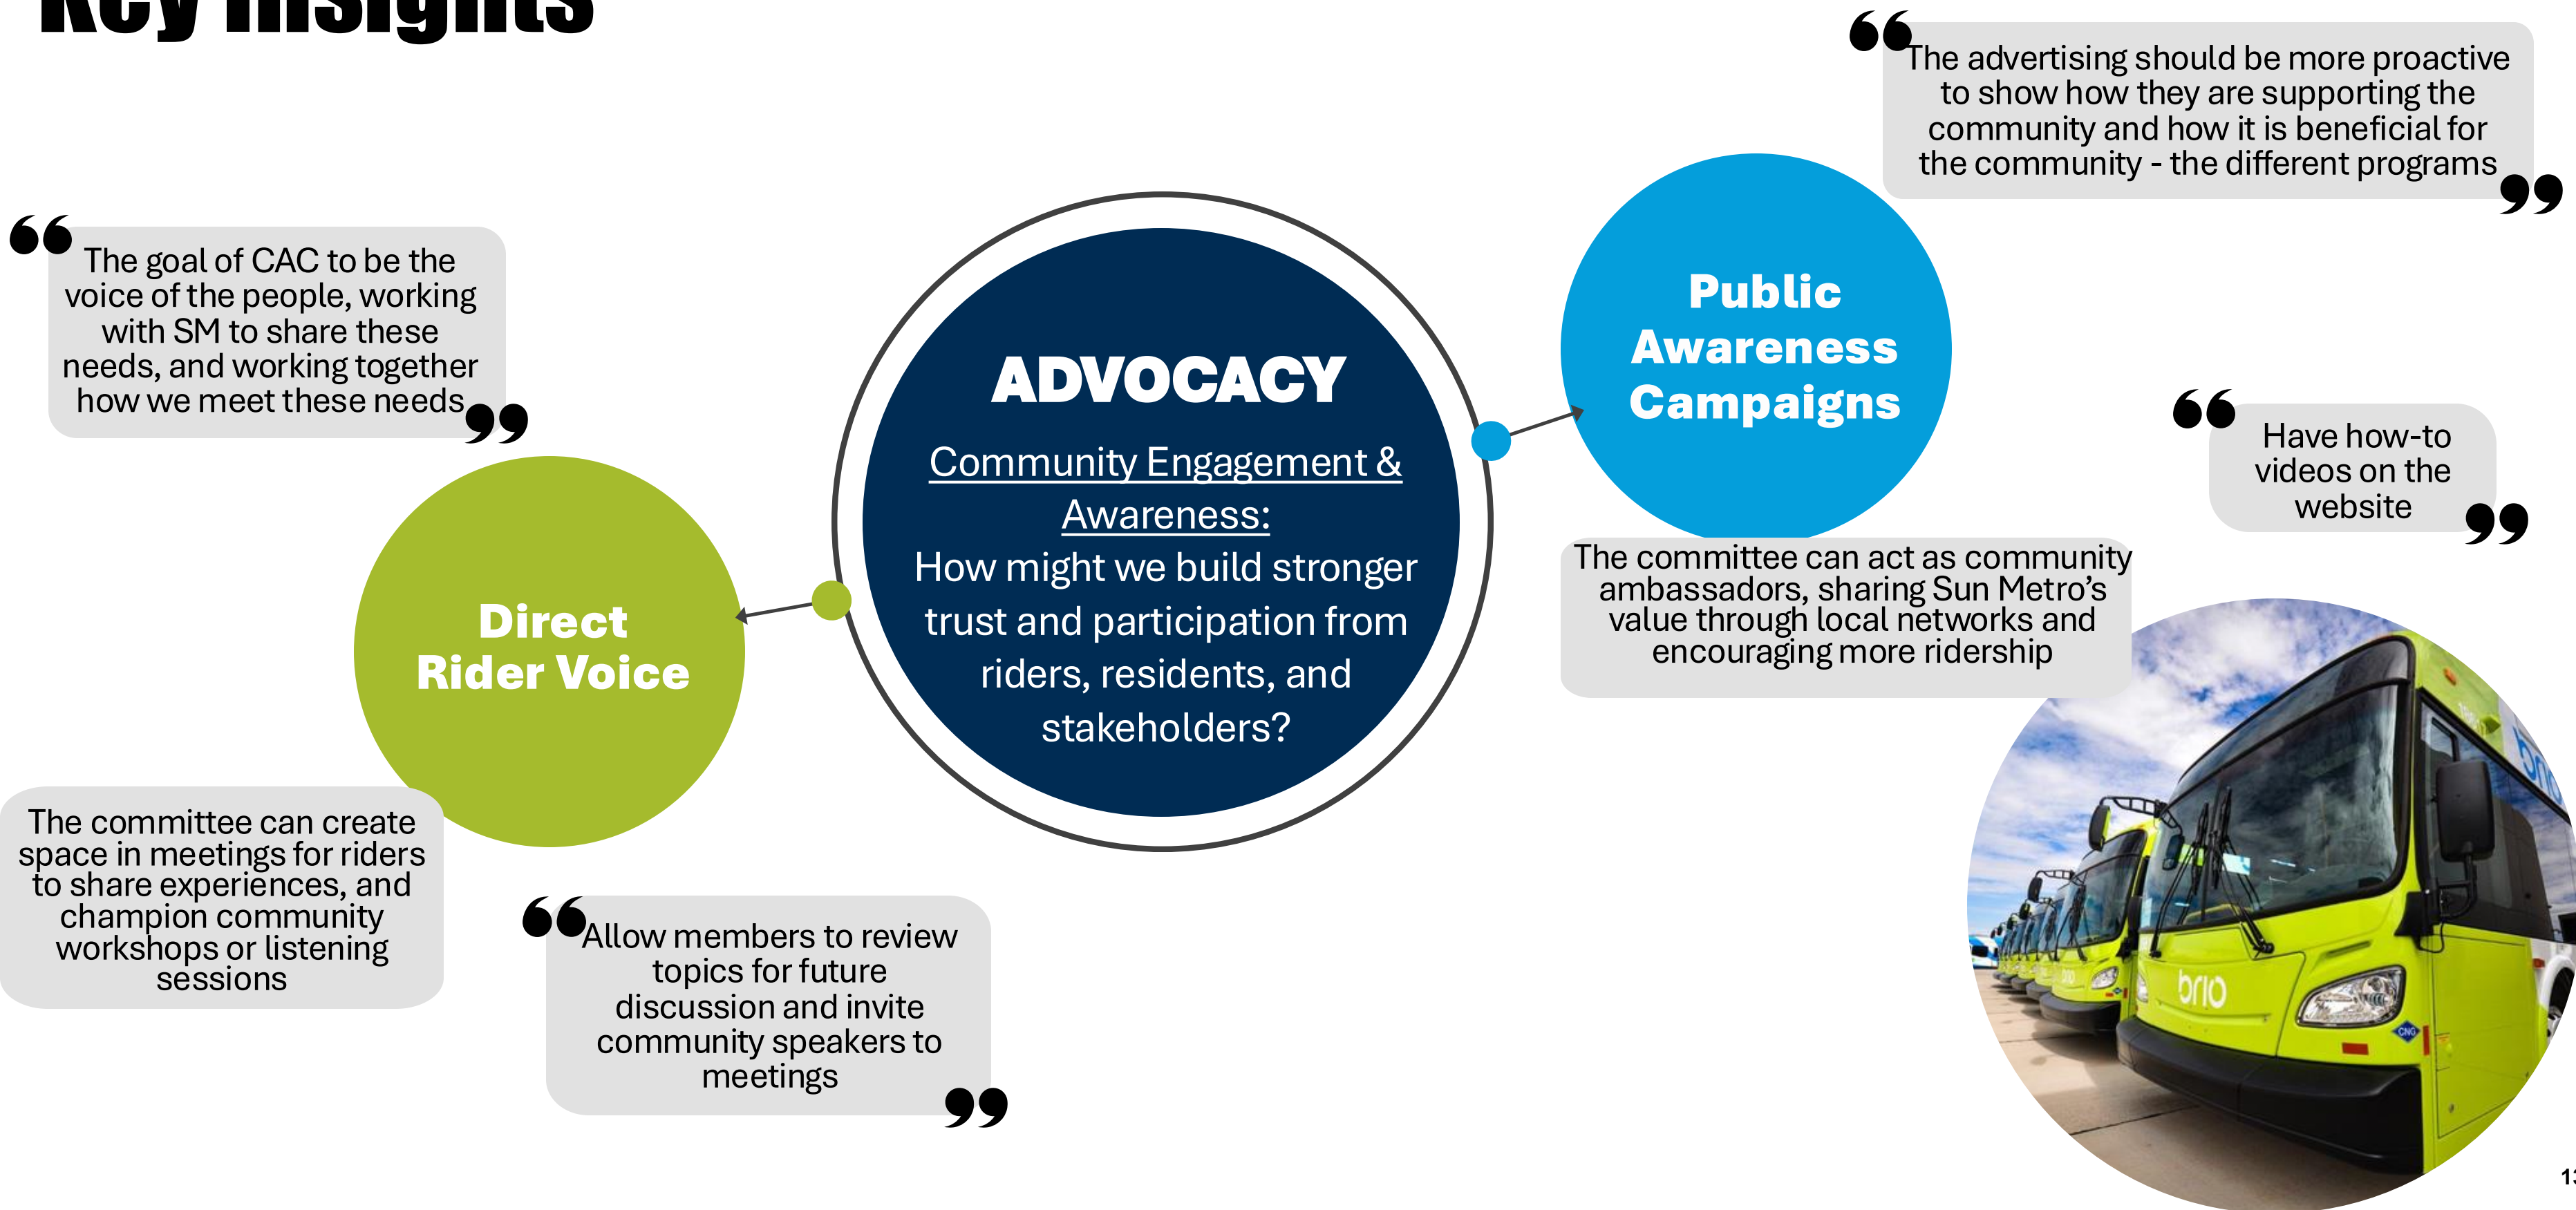 Key Insights
The advertising should be more proactive
to show how they are supporting the
community and how it is beneficial for
the community - the different programs
The goal of CAC to be the
voice of the people, working
with SM to share these
needs, and working together
how we meet these needs
Public
Awareness
Campaigns
ADVOCACY
Community Engagement &
Awareness:
How might we build stronger
trust and participation from
riders, residents, and
stakeholders?
Have how-to
videos on the
website
The committee can act as community
ambassadors, sharing Sun Metro’s
value through local networks and
encouraging more ridership
Direct
Rider Voice
The committee can create
space in meetings for riders
to share experiences, and
champion community
workshops or listening
sessions
Allow members to review
topics for future
discussion and invite
community speakers to
meetings
brio
CNG